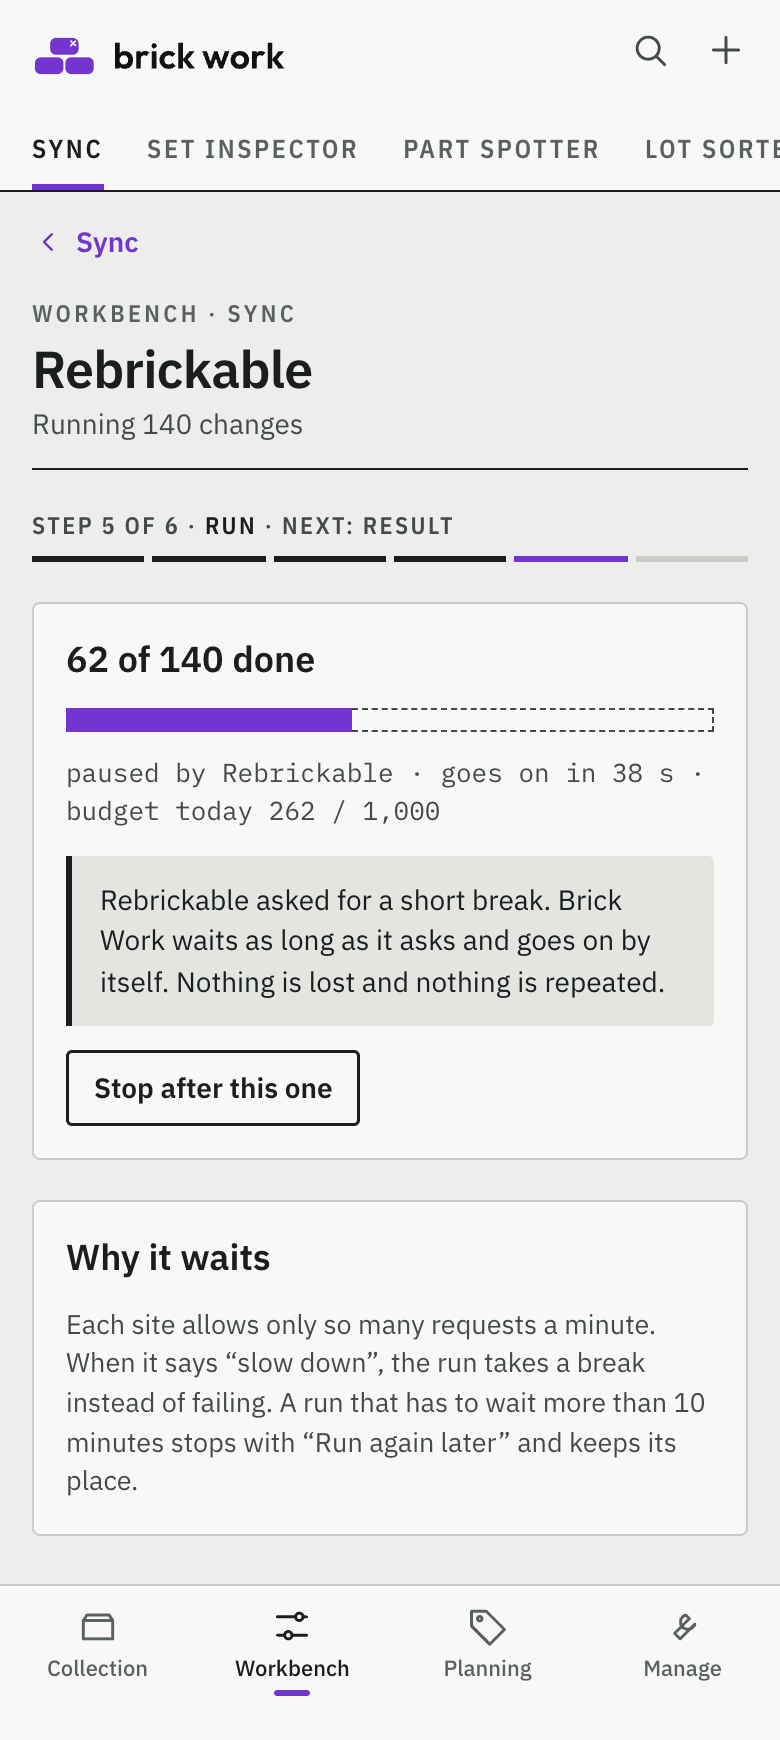 brick work
SYNC SET INSPECTOR PART SPOTTER LOT SORTE
Sync
WORKBENCH · SYNC
Rebrickable
Running 140 changes
STEP 5 OF 6 · RUN · NEXT: RESULT
62 of 140 done
paused by Rebrickable · goes on in 38 s ·
budget today 262 / 1,000
Rebrickable asked for a short break. Brick
Work waits as long as it asks and goes on by
itself. Nothing is lost and nothing is repeated.
Stop after this one
Why it waits
Each site allows only so many requests a minute.
When it says “slow down”, the run takes a break
instead of failing. A run that has to wait more than 10
minutes stops with “Run again later” and keeps its
place.
Collection Workbench Planning Manage